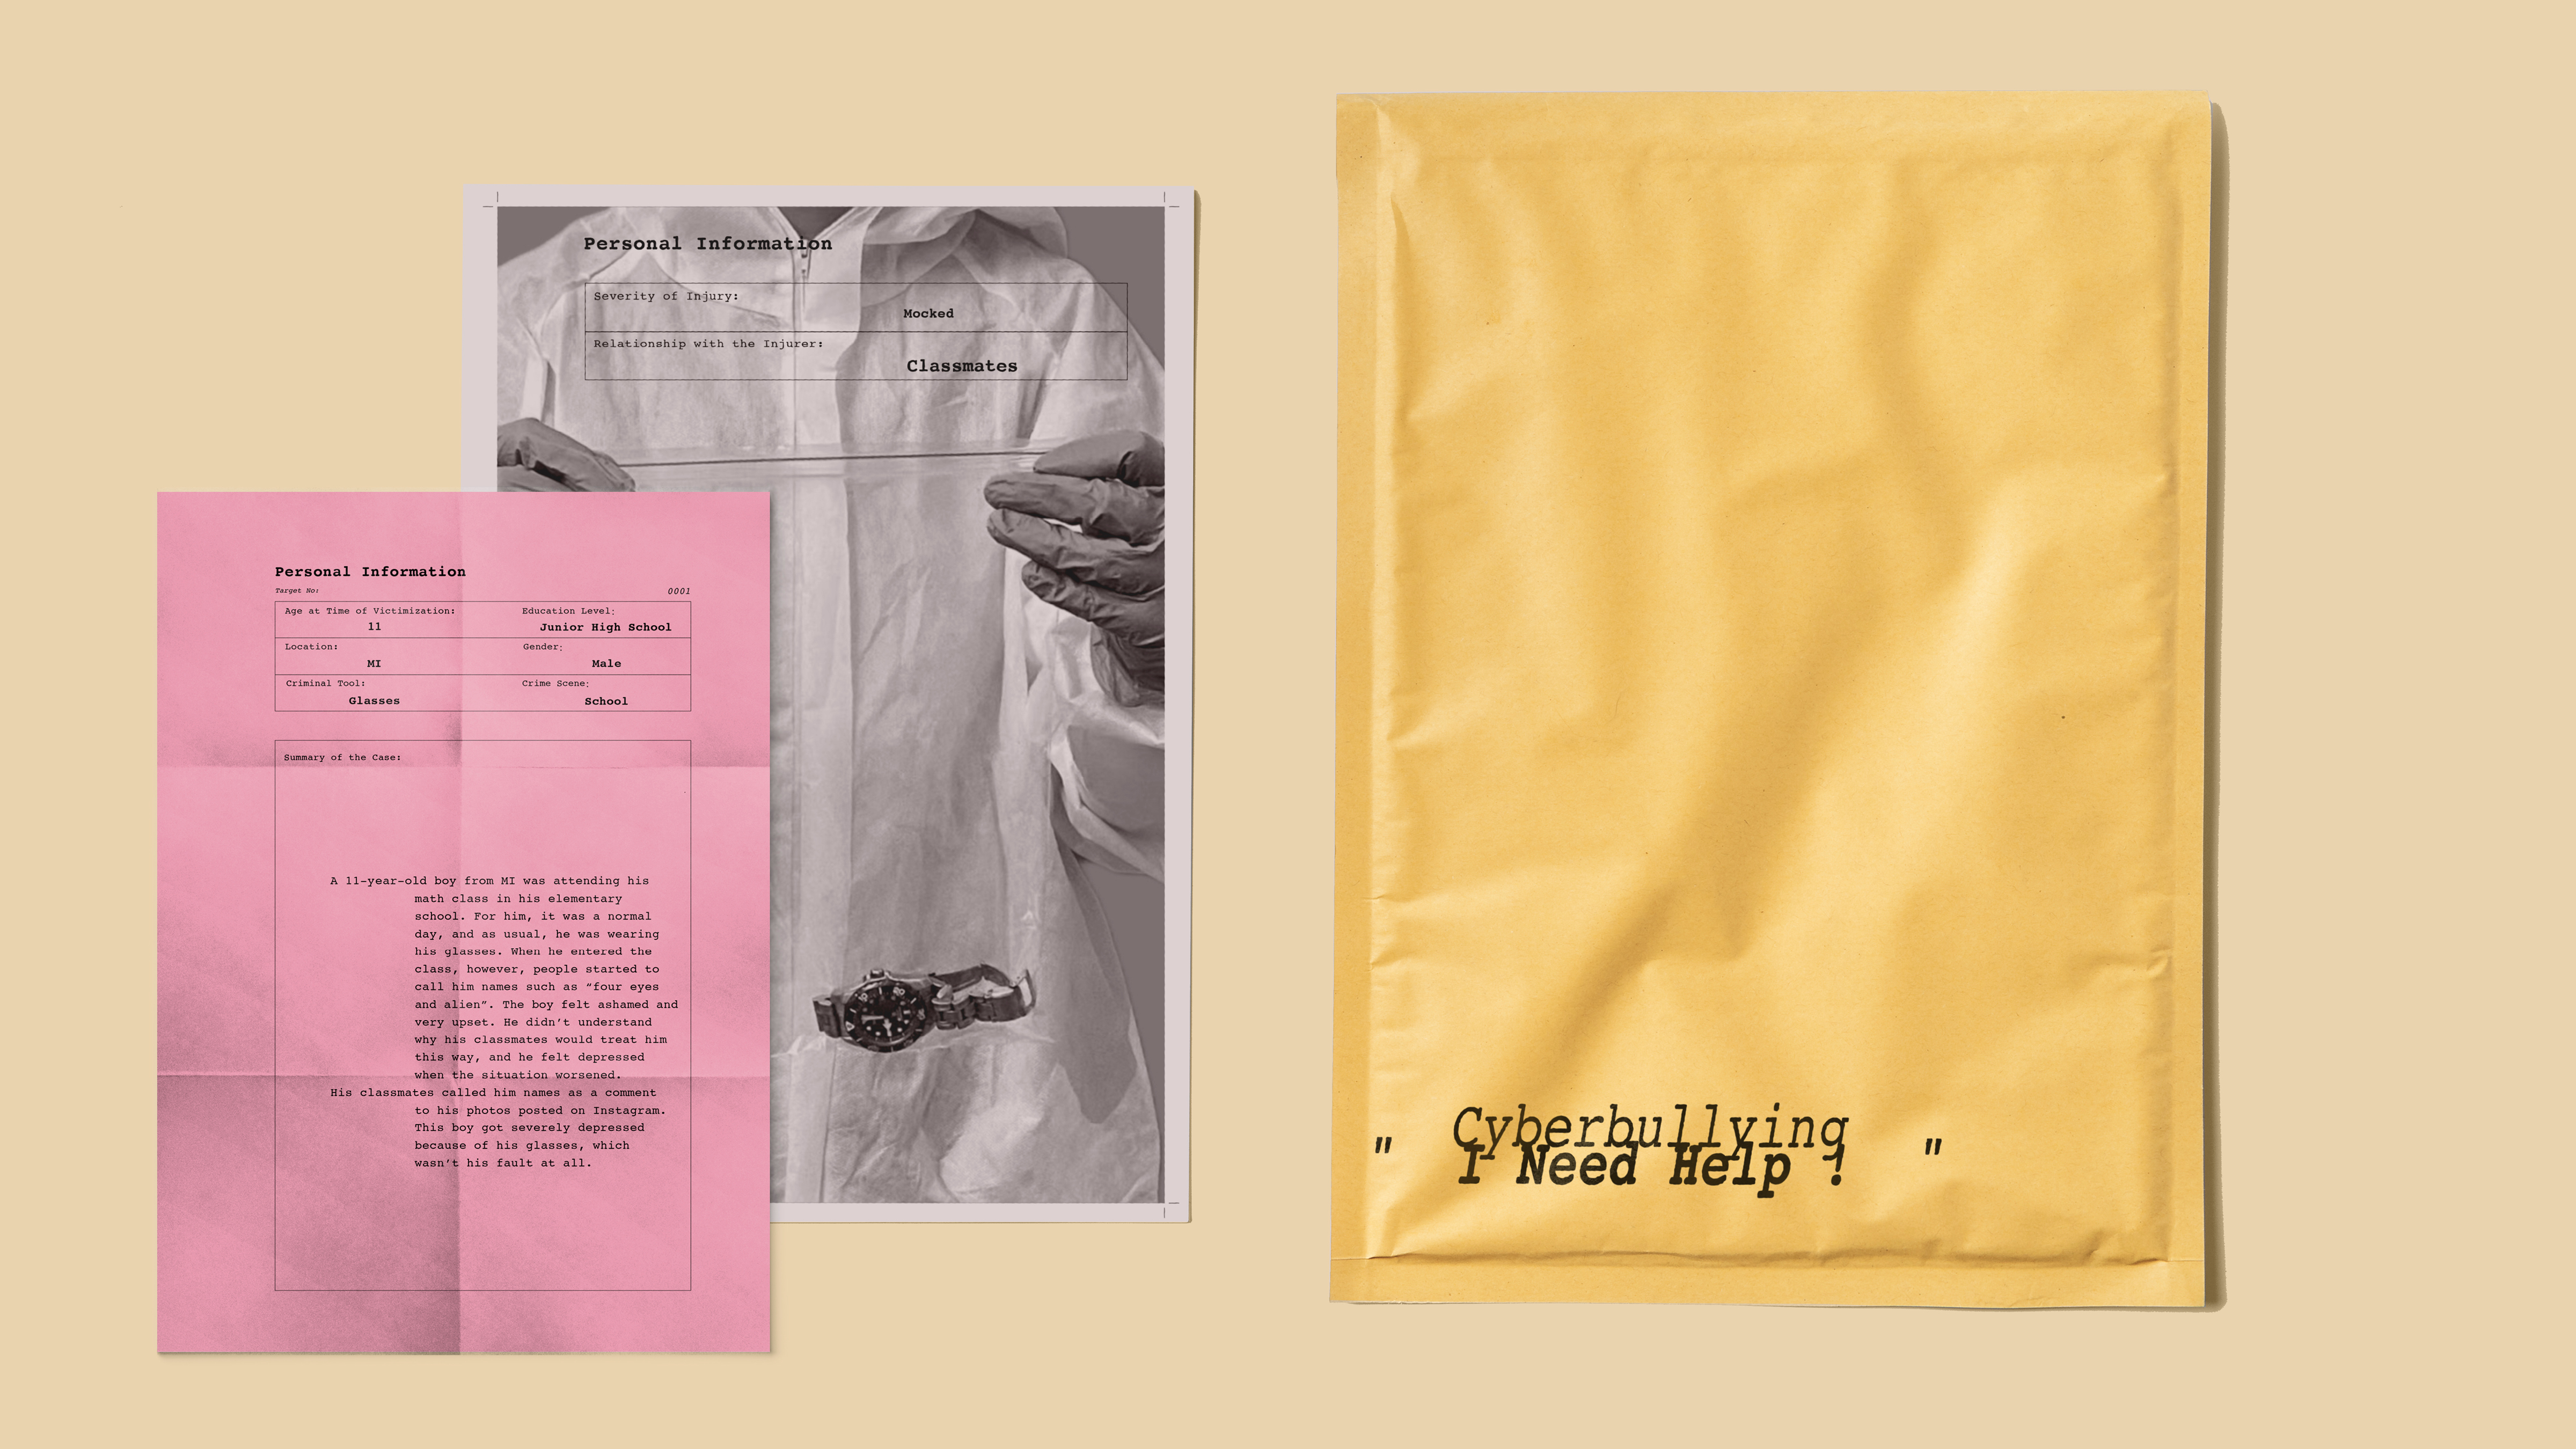 Personal Information
Severity of Injury:
Mocked
Relationship with the Injurer:
Classmates
Personal Information
Target No: 0001
Age at Time of Victimization: Education Level:
11 Junior High School
Location: Gender:
MI Male
Criminal Tool: Crime Scene:
Glasses School
Summary of the Case:
A 11-year-old boy from MI was attending his
math class in his elementary
school. For him, it was a normal
day, and as usual, he was wearing
his glasses. When he entered the
class, however, people started to
call him names such as “four eyes
and alien”. The boy felt ashamed and
very upset. He didn’t understand
why his classmates would treat him
this way, and he felt depressed
when the situation worsened.
His classmates called him names as a comment
to his photos posted on Instagram.
This boy got severely depressed
because of his glasses, which
wasn’t his fault at all.
" Cyberbullying
I Need Help ! "